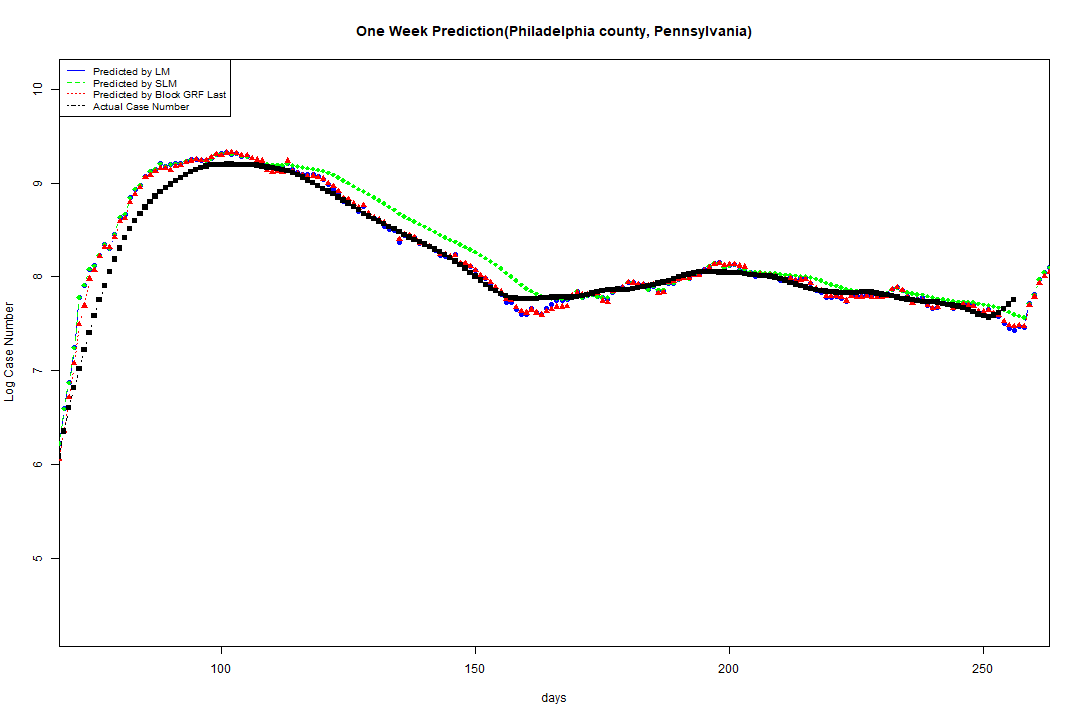 One Week Prediction(Philadelphia county, Pennsylvania)
Predicted by LM
Predicted by SLM
Predicted by Block GRF Last
Actual Case Number
10
9
8
7
6
5
Log Case Number
100
150
200
250
days